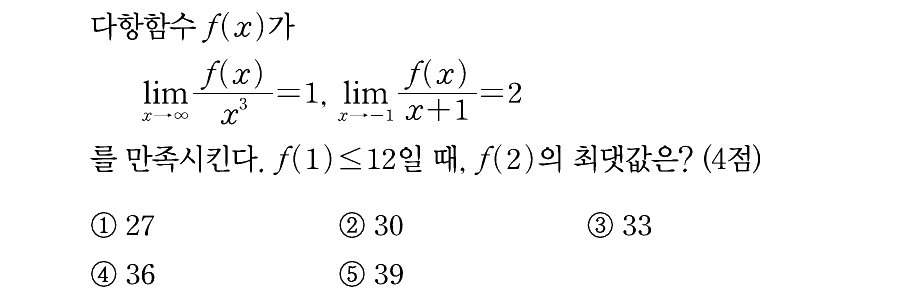 다항함수 f(x)가
lim_{x→∞} f(x)/x³=1, lim_{x→-1} f(x)/(x+1)=2
를 만족시킨다. f(1)≤12일 때, f(2)의 최댓값은? (4점)
① 27 ② 30 ③ 33
④ 36 ⑤ 39